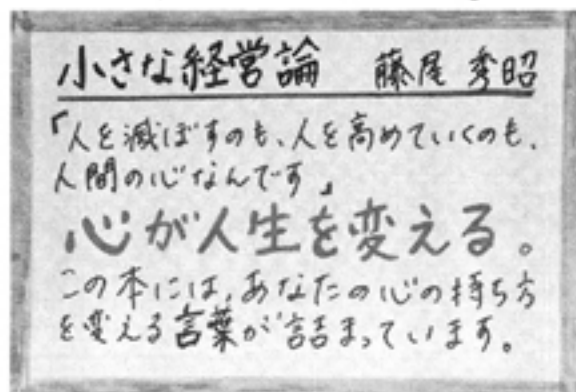 小さな経営論 藤尾 秀昭
「人を滅ぼすのも、人を高めていくのも、
人間の心なんです」
心が人生を変える。
この本には、あなたの心の持ち方
を変える言葉が詰まっています。